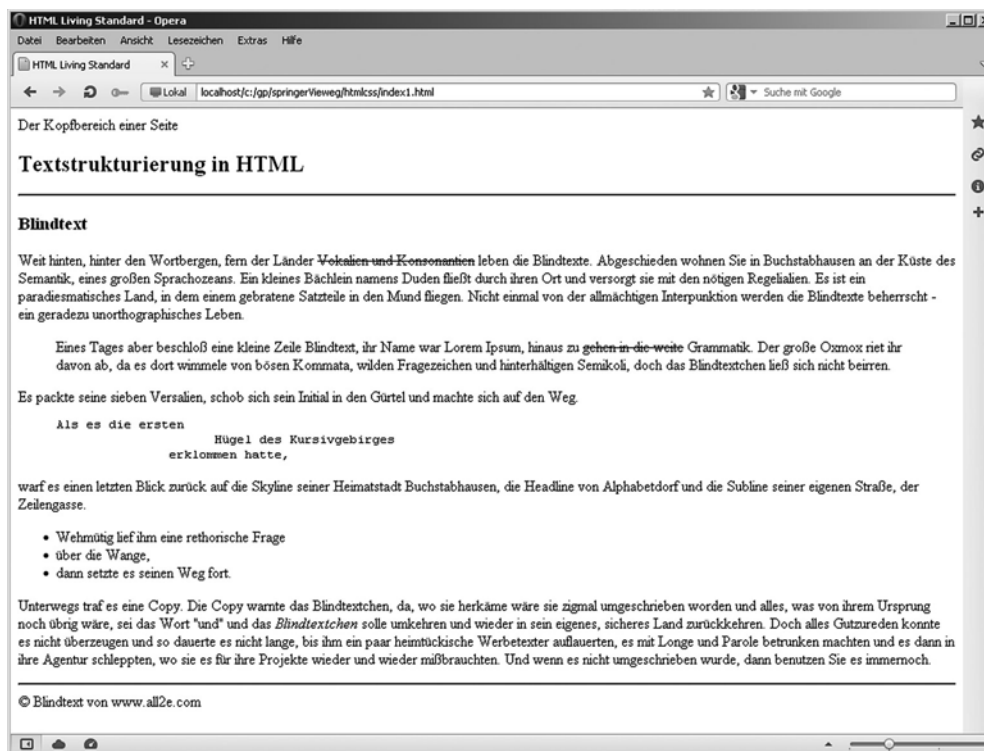 HTML Living Standard - Opera
Datei Bearbeiten Ansicht Lesezeichen Extras Hilfe
HTML Living Standard
Lokal localhost/c:/gp/springerVieweg/htmlcss/index1.html Suche mit Google
Der Kopfbereich einer Seite
Textstrukturierung in HTML
Blindtext
Weit hinten, hinter den Wortbergen, fern der Länder Vokalien und Konsonantien leben die Blindtexte. Abgeschieden wohnen Sie in Buchstabhausen an der Küste des
Semantik, eines großen Sprachozeans. Ein kleines Bächlein namens Duden fließt durch ihren Ort und versorgt sie mit den nötigen Regelialien. Es ist ein
paradiesmatisches Land, in dem einem gebratene Satzteile in den Mund fliegen. Nicht einmal von der allmächtigen Interpunktion werden die Blindtexte beherrscht -
ein geradezu unorthographisches Leben.
Eines Tages aber beschloß eine kleine Zeile Blindtext, ihr Name war Lorem Ipsum, hinaus zu gehen in die weite Grammatik. Der große Oxmox riet ihr
davon ab, da es dort wimmele von bösen Kommata, wilden Fragezeichen und hinterhältigen Semikoli, doch das Blindtextchen ließ sich nicht beirren.
Es packte seine sieben Versalien, schob sich sein Initial in den Gürtel und machte sich auf den Weg.
Als es die ersten
Hügel des Kursivgebirges
erklommen hatte,
warf es einen letzten Blick zurück auf die Skyline seiner Heimatstadt Buchstabhausen, die Headline von Alphabetdorf und die Subline seiner eigenen Straße, der
Zeilengasse.
• Wehmütig lief ihm eine rethorische Frage
• über die Wange,
• dann setzte es seinen Weg fort.
Unterwegs traf es eine Copy. Die Copy warnte das Blindtextchen, da, wo sie herkäme wäre sie zigmal umgeschrieben worden und alles, was von ihrem Ursprung
noch übrig wäre, sei das Wort "und" und das Blindtextchen solle umkehren und wieder in sein eigenes, sicheres Land zurückkehren. Doch alles Gutzureden konnte
es nicht überzeugen und so dauerte es nicht lange, bis ihm ein paar heimtückische Werbetexter auflauerten, es mit Longe und Parole betrunken machten und es dann in
ihre Agentur schleppten, wo sie es für ihre Projekte wieder und wieder mißbrauchten. Und wenn es nicht umgeschrieben wurde, dann benutzen Sie es immernoch.
© Blindtext von www.all2e.com